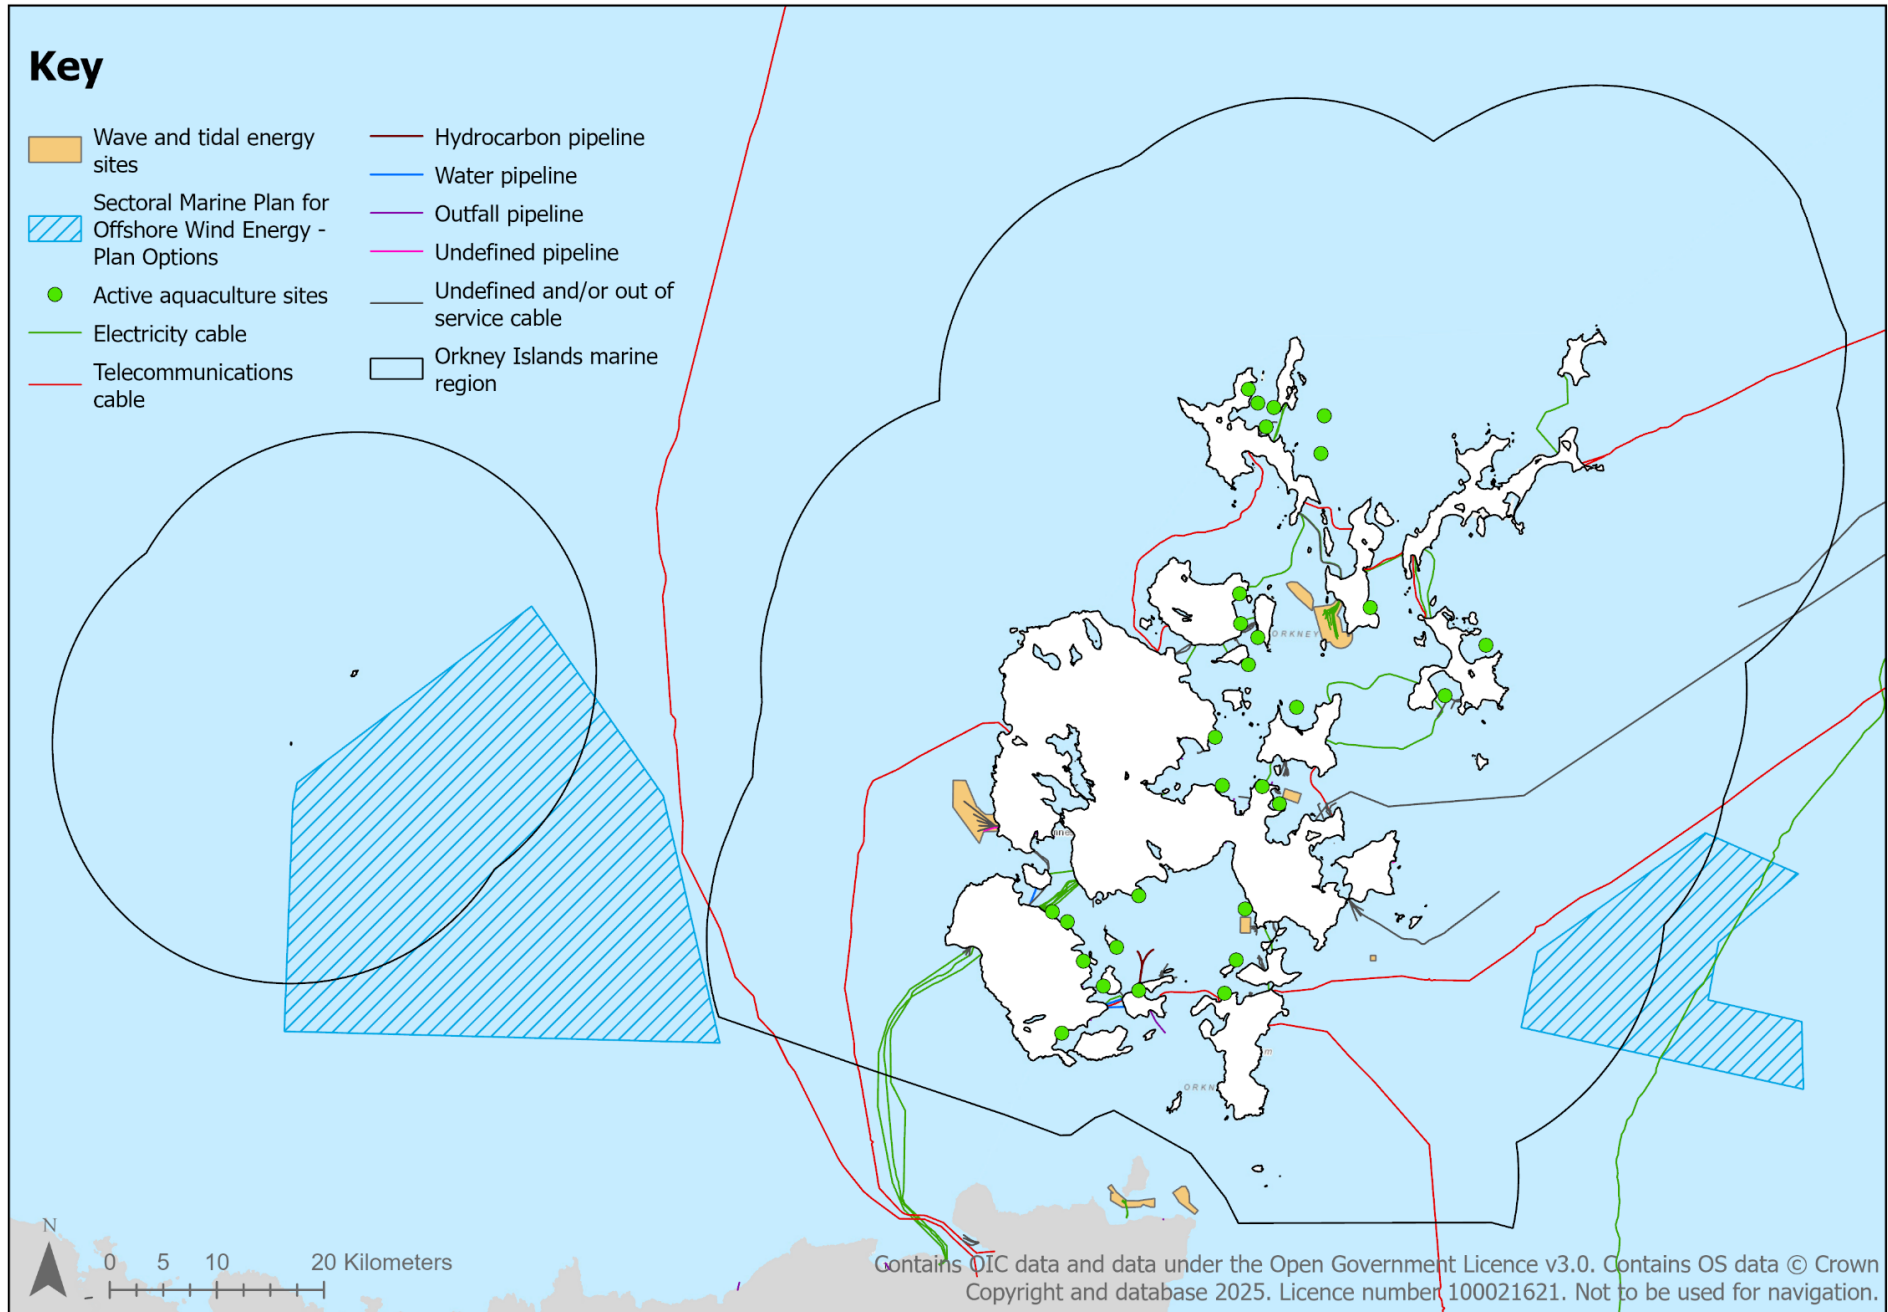 Key
Wave and tidal energy
sites
Sectoral Marine Plan for
Offshore Wind Energy -
Plan Options
Active aquaculture sites
Electricity cable
Telecommunications
cable
Hydrocarbon pipeline
Water pipeline
Outfall pipeline
Undefined pipeline
Undefined and/or out of
service cable
Orkney Islands marine
region
ORKNEY
ORKN
N
0 5 10 20 Kilometers
Contains OIC data and data under the Open Government Licence v3.0. Contains OS data © Crown
Copyright and database 2025. Licence number 100021621. Not to be used for navigation.